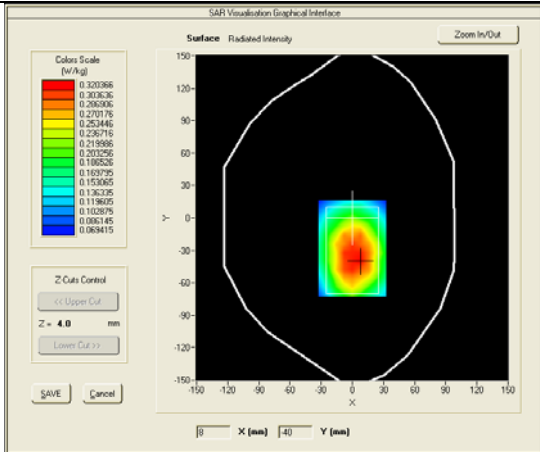 SAR Visualisation Graphical Interface
Surface Radiated Intensity
Zoom In/Out
Colors Scale
(W/kg)
0.320366
0.303636
0.286906
0.270176
0.253446
0.236716
0.219986
0.203256
0.186526
0.169795
0.153065
0.136335
0.119605
0.102875
0.086145
0.069415
150
120
90
60
30
0
-30
-60
-90
-120
-150
Y
-150 -120 -90 -60 -30 0 30 60 90 120 150
X
Z-Cuts Control
<< Upper Cut
Z = 4.0 mm
Lower Cut >>
SAVE Cancel
8 X (mm) -40 Y (mm)